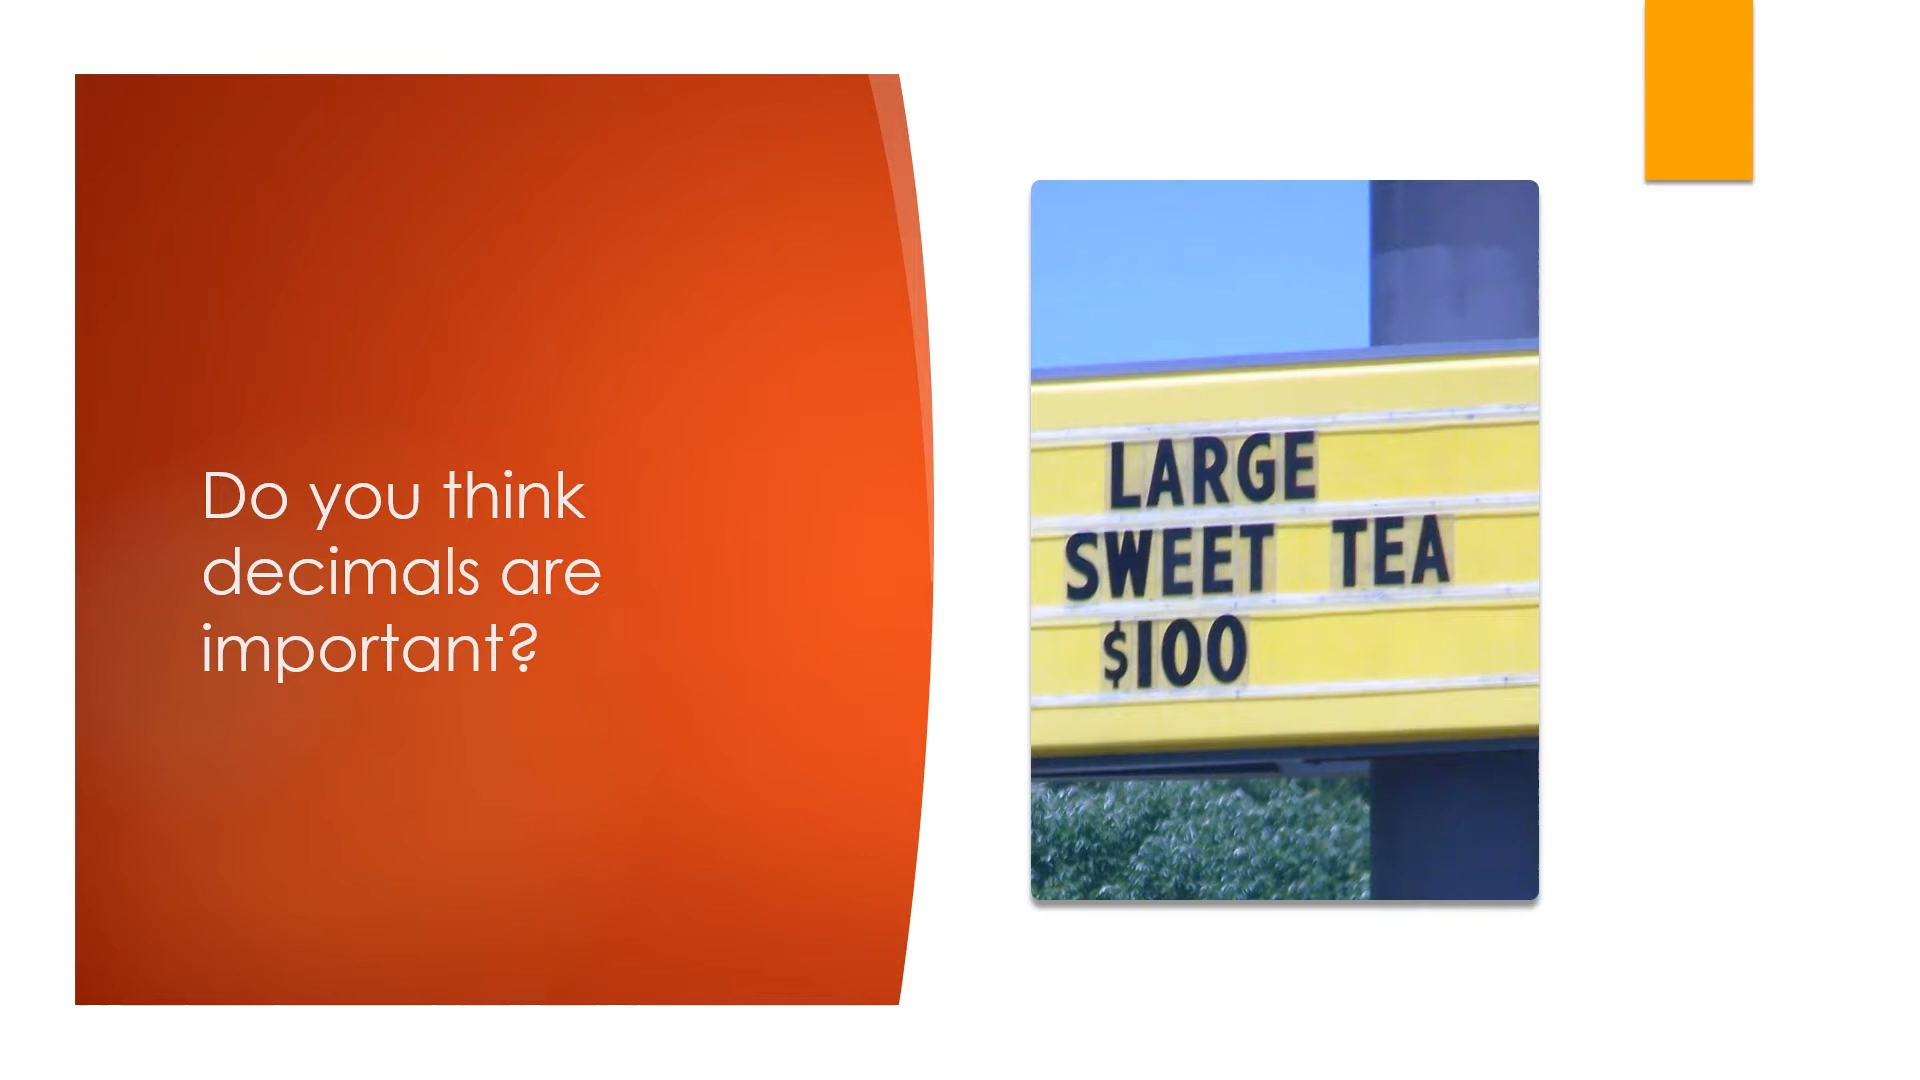 Do you think
decimals are
important?
LARGE
SWEET TEA
$100